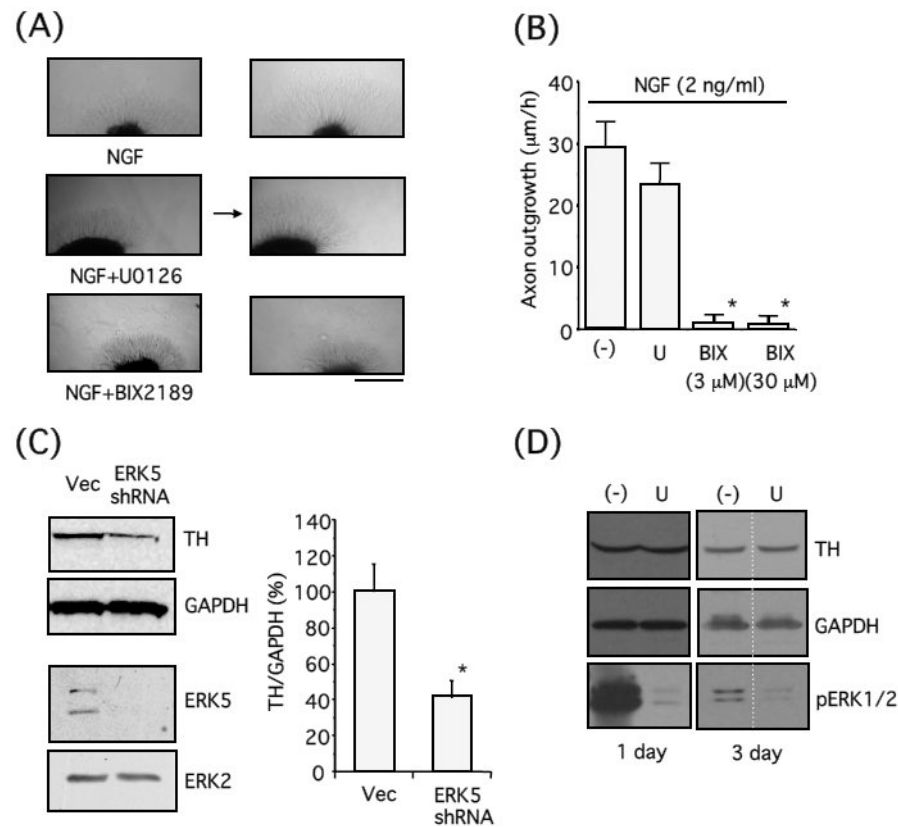 (A)
NGF
NGF+U0126
NGF+BIX2189
(B)
NGF (2 ng/ml)
Axon outgrowth (μm/h)
40
30
20
10
0
(-)
U
BIX
(3 μM)
BIX
(30 μM)
*
*
(C)
Vec
ERK5
shRNA
TH
GAPDH
ERK5
ERK2
TH/GAPDH (%)
140
120
100
80
60
40
20
0
*
Vec
ERK5
shRNA
(D)
(-) U (-) U
TH
GAPDH
pERK1/2
1 day 3 day